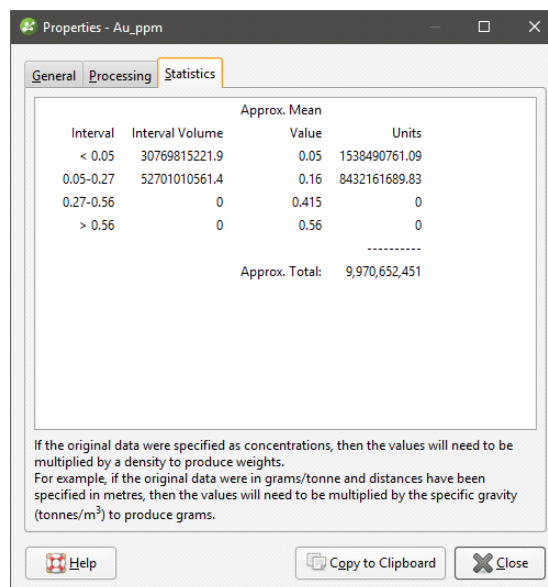 Properties - Au_ppm
General Processing Statistics
Approx. Mean
Interval Interval Volume Value Units
< 0.05 30769815221.9 0.05 1538490761.09
0.05-0.27 52701010561.4 0.16 8432161689.83
0.27-0.56 0 0.415 0
> 0.56 0 0.56 0
----------
Approx. Total: 9,970,652,451
If the original data were specified as concentrations, then the values will need to be
multiplied by a density to produce weights.
For example, if the original data were in grams/tonne and distances have been
specified in metres, then the values will need to be multiplied by the specific gravity
(tonnes/m³) to produce grams.
Help Copy to Clipboard Close